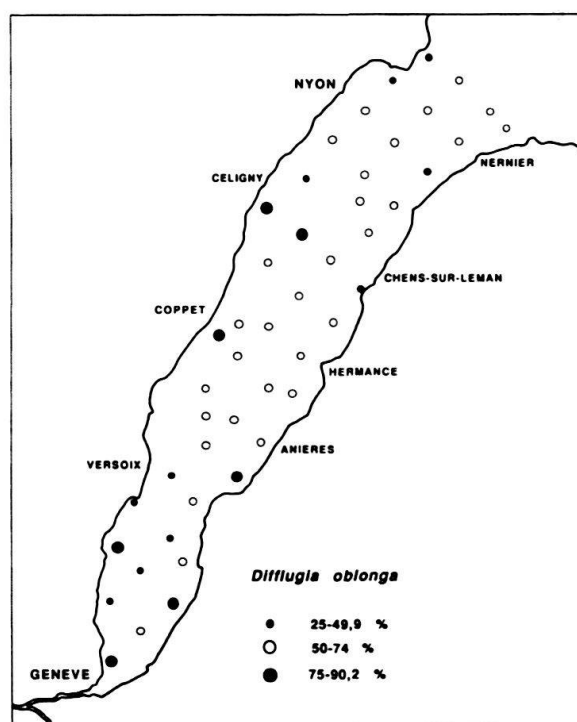 NYON
NERNIER
CELIGNY
CHENS-SUR-LEMAN
COPPET
HERMANCE
ANIERES
VERSOIX
Difflugia oblonga
25-49,9 %
50-74 %
75-90,2 %
GENEVE